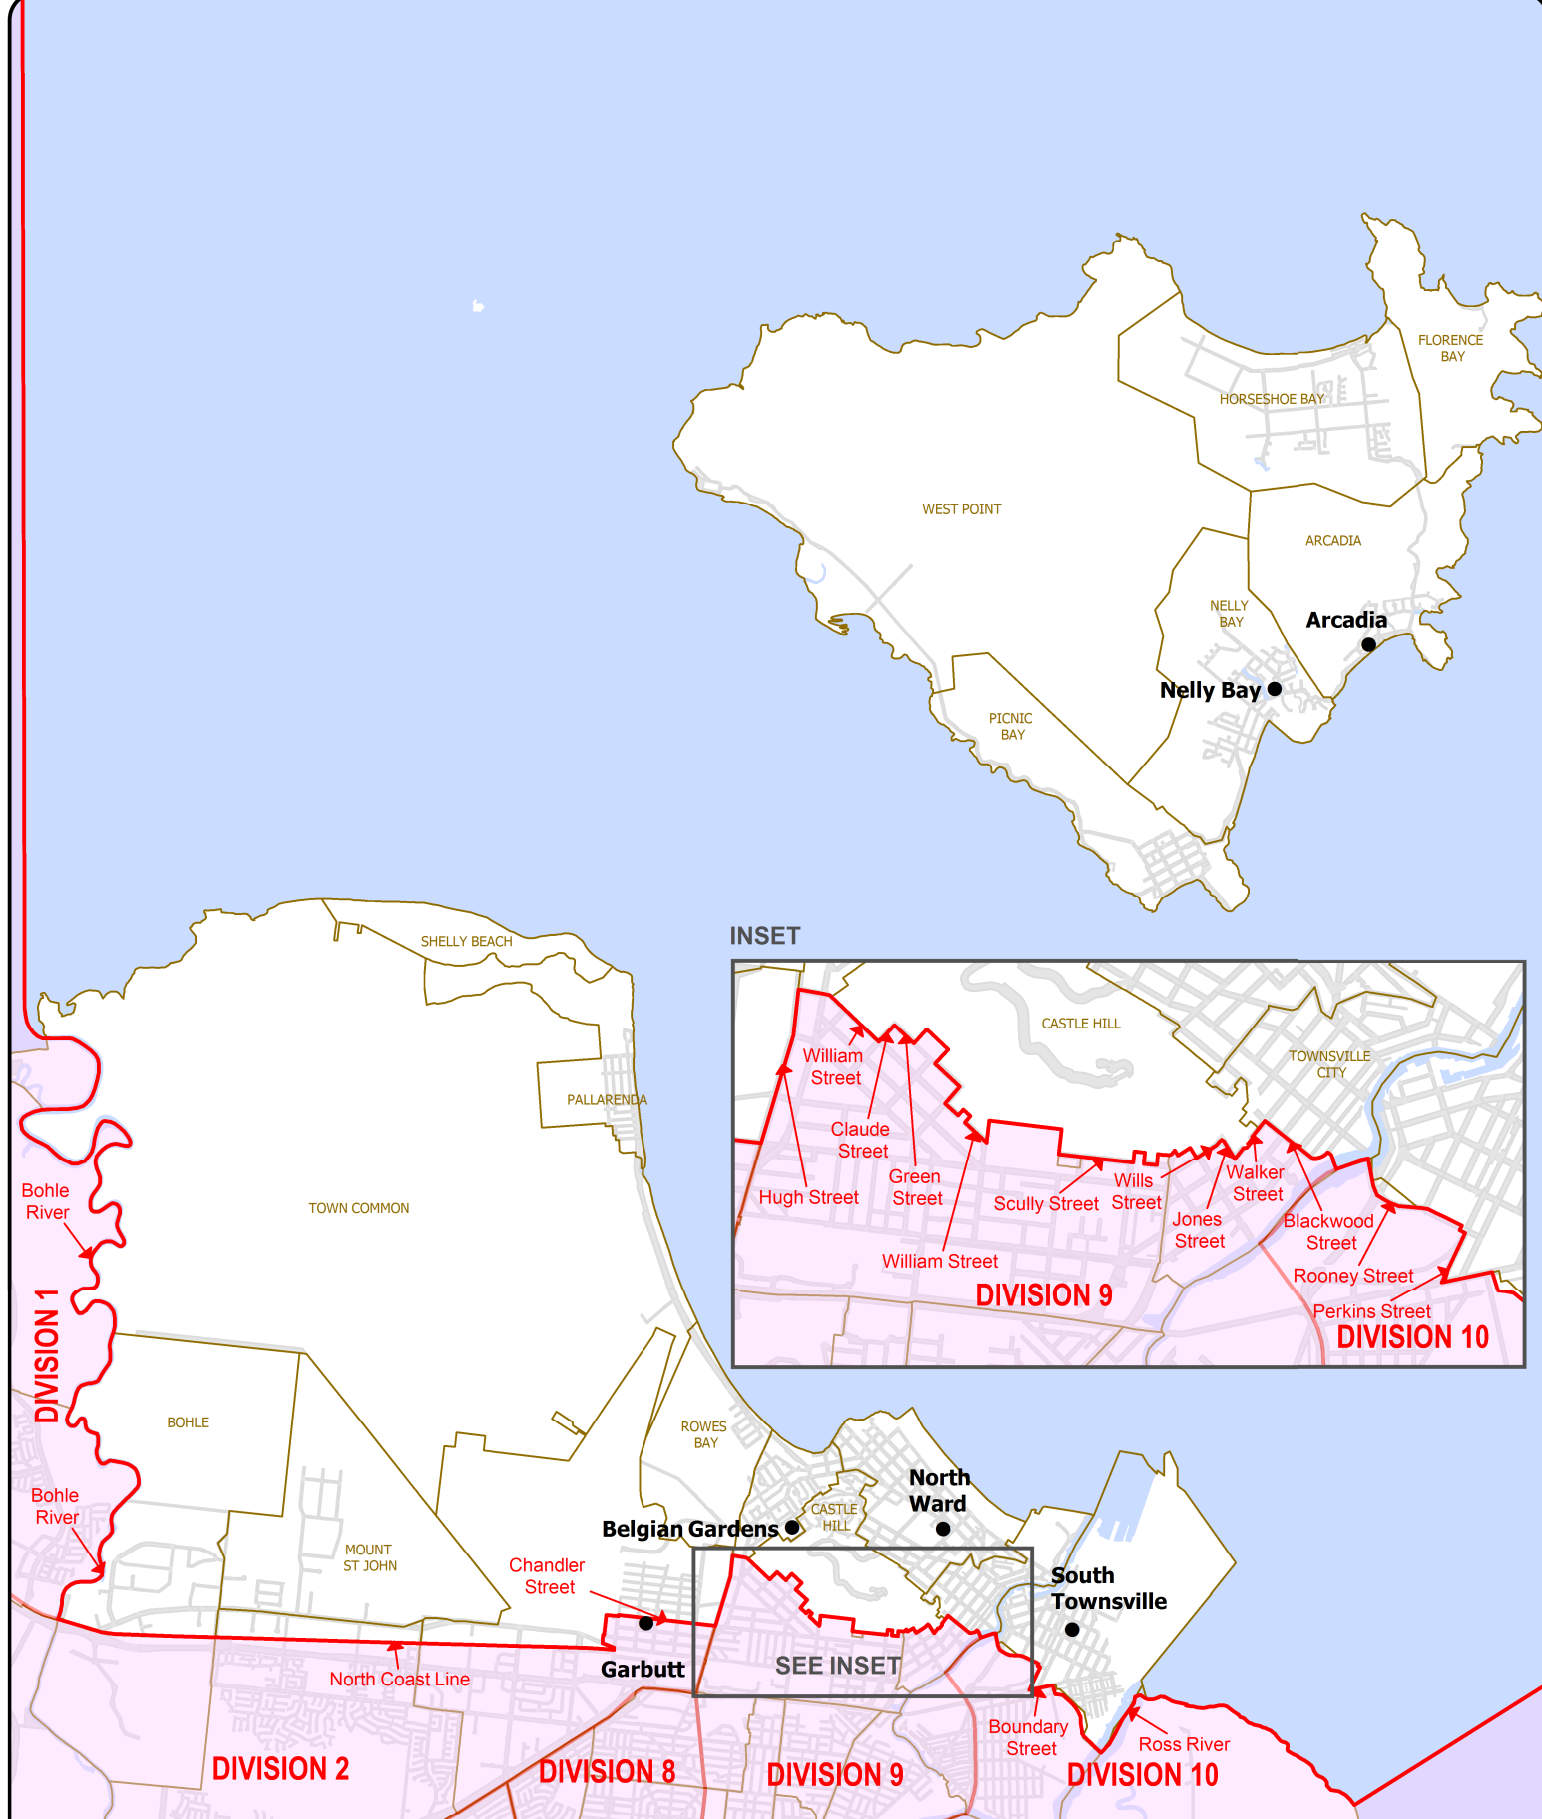 FLORENCE
BAY
HORSESHOE BAY
WEST POINT
ARCADIA
NELLY
BAY
Arcadia
Nelly Bay
PICNIC
BAY
INSET
SHELLY BEACH
CASTLE HILL
TOWNSVILLE
CITY
William
Street
Claude
Street
Green
Street
Hugh Street
William Street
Scully Street
Wills
Street
Jones
Street
Walker
Street
Blackwood
Street
Rooney Street
Perkins Street
DIVISION 9
DIVISION 10
PALLARENDA
TOWN COMMON
Bohle
River
DIVISION 1
BOHLE
ROWES
BAY
Bohle
River
MOUNT
ST JOHN
CASTLE
HILL
North
Ward
Belgian Gardens
Chandler
Street
South
Townsville
Garbutt
SEE INSET
North Coast Line
Boundary
Street
Ross River
DIVISION 2
DIVISION 8
DIVISION 9
DIVISION 10